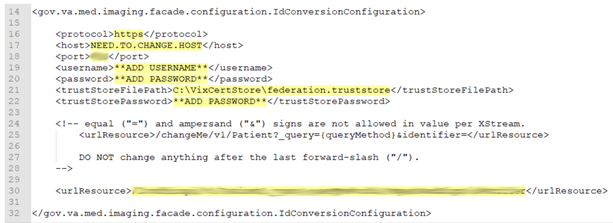 14 <gov.va.med.imaging.facade.configuration.IdConversionConfiguration>
15
16 <protocol>https</protocol>
17 <host>NEED.TO.CHANGE.HOST</host>
18 <port></port>
19 <username>**ADD USERNAME**</username>
20 <password>**ADD PASSWORD**</password>
21 <trustStoreFilePath>C:\VixCertStore\federation.truststore</trustStoreFilePath>
22 <trustStorePassword>**ADD PASSWORD**</trustStorePassword>
23
24 <!-- equal ("=") and ampersand ("&") signs are not allowed in value per XStream.
25 <urlResource>/changeMe/v1/Patient?_query=(queryMethod)&identifier=</urlResource>
26
27 DO NOT change anything after the last forward-slash ("/").
28 -->
29
30 <urlResource></urlResource>
31
32 </gov.va.med.imaging.facade.configuration.IdConversionConfiguration>